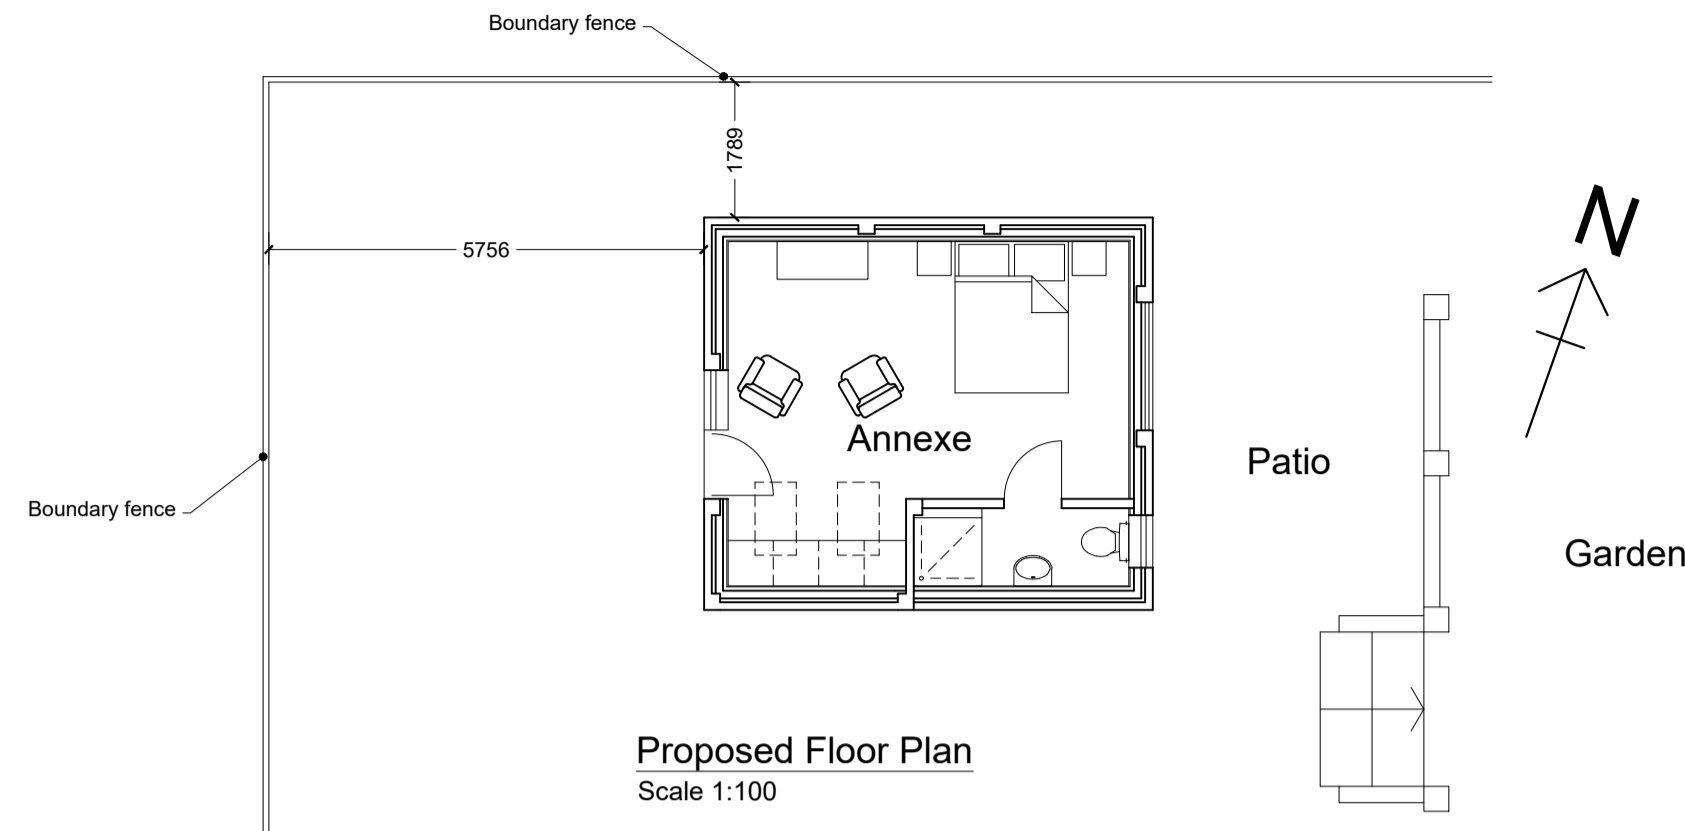 Boundary fence
1789
N
5756
Annexe
Patio
Boundary fence
Garden
Proposed Floor Plan
Scale 1:100